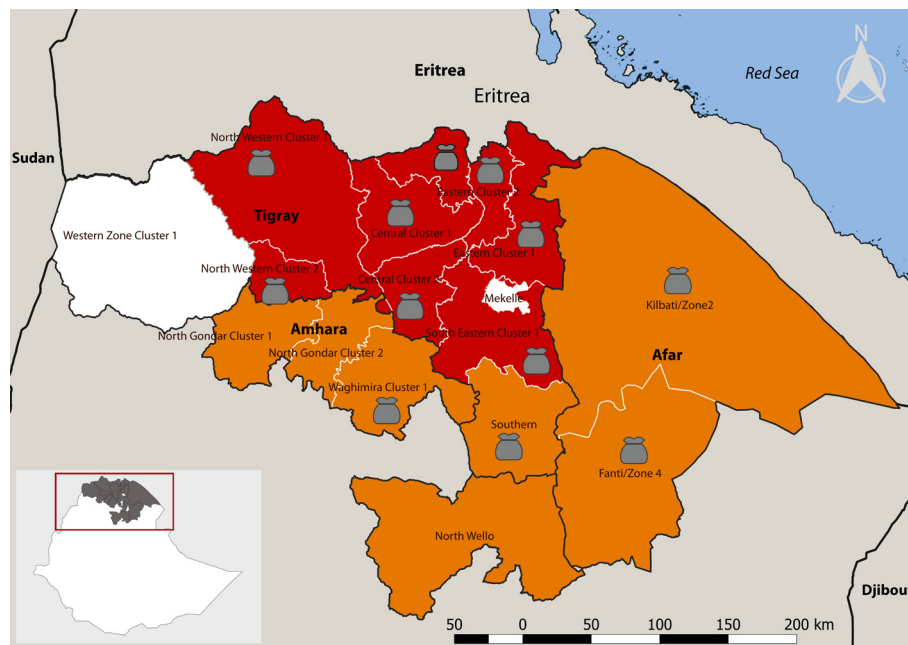 N
Red Sea
Eritrea
Eritrea
Sudan
North Western Cluster 1
Eastern Cluster 2
Tigray
Western Zone Cluster 1
Central Cluster 1
Eastern Cluster 1
North Western Cluster 2
Central Cluster 2
Mekelle
Kilbati/Zone2
North Gondar Cluster 1
Amhara
South Eastern Cluster 1
North Gondar Cluster 2
Afar
Waghimira Cluster 1
Southern
Fanti/Zone 4
North Wello
Djibout
50 0 50 100 150 200 km